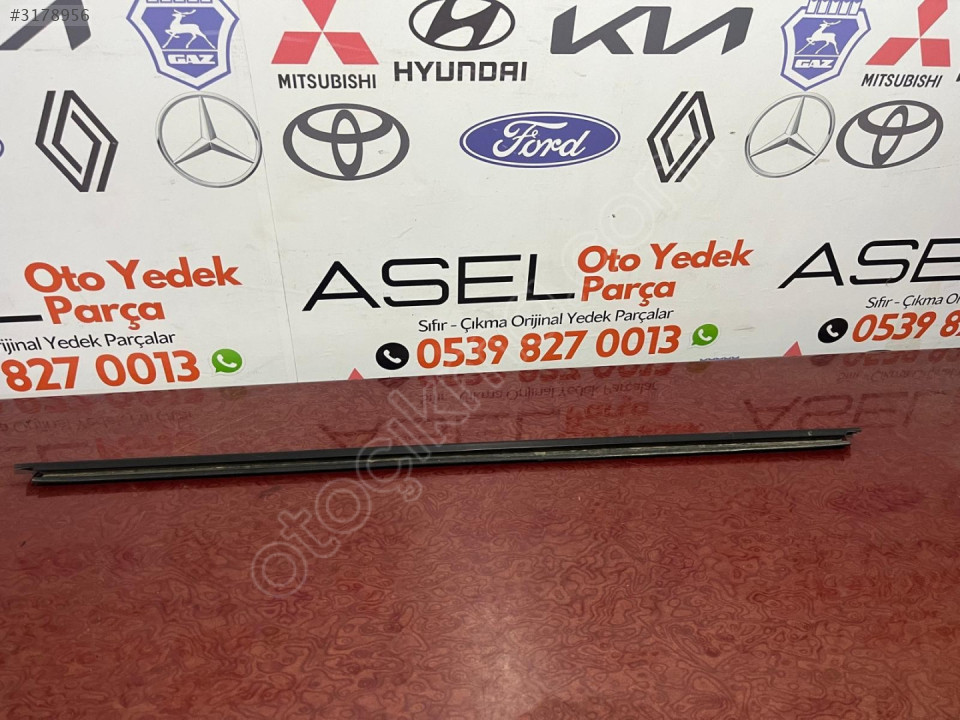 #3178956
GAZ
MITSUBISHI
HYUNDAI
KIA
GAZ
MITSUBISHI
Ford
Oto Yedek
Parça
rijinal Yedek Parçalar
827 0013
ASEL
Oto Yedek
Parça
Sıfır - Çıkma Orijinal Yedek Parçalar
0539 827 0013
ASEL
Sıfır - Çıkma Orijinal
0539 8
otoçıkma.com